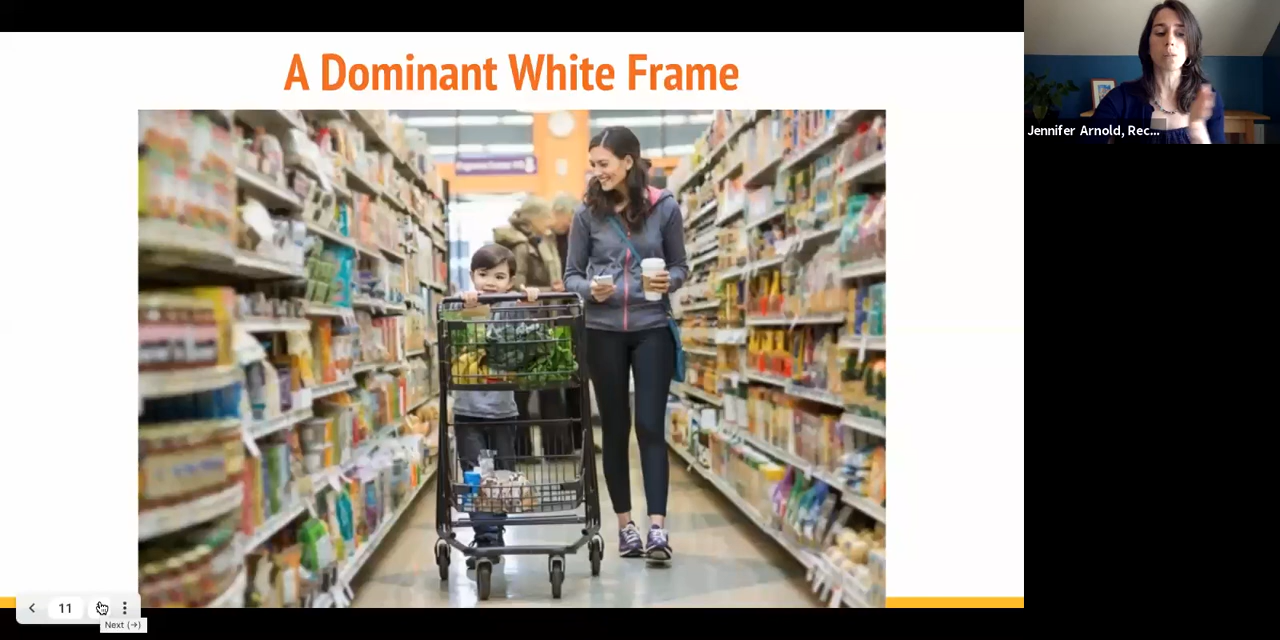 A Dominant White Frame
Jennifer Arnold, Rec...
11
Next (→)